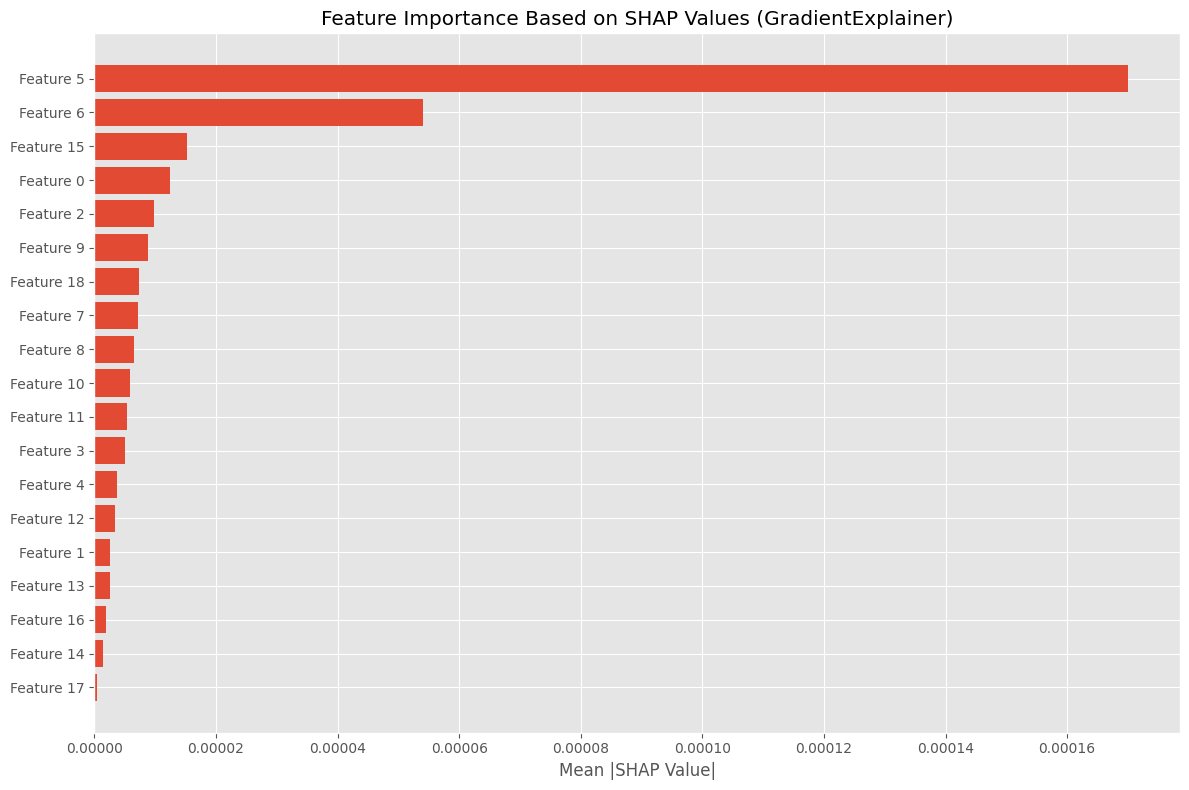 Feature Importance Based on SHAP Values (GradientExplainer)
Feature 5
Feature 6
Feature 15
Feature 0
Feature 2
Feature 9
Feature 18
Feature 7
Feature 8
Feature 10
Feature 11
Feature 3
Feature 4
Feature 12
Feature 1
Feature 13
Feature 16
Feature 14
Feature 17
0.00000 0.00002 0.00004 0.00006 0.00008 0.00010 0.00012 0.00014 0.00016
Mean |SHAP Value|